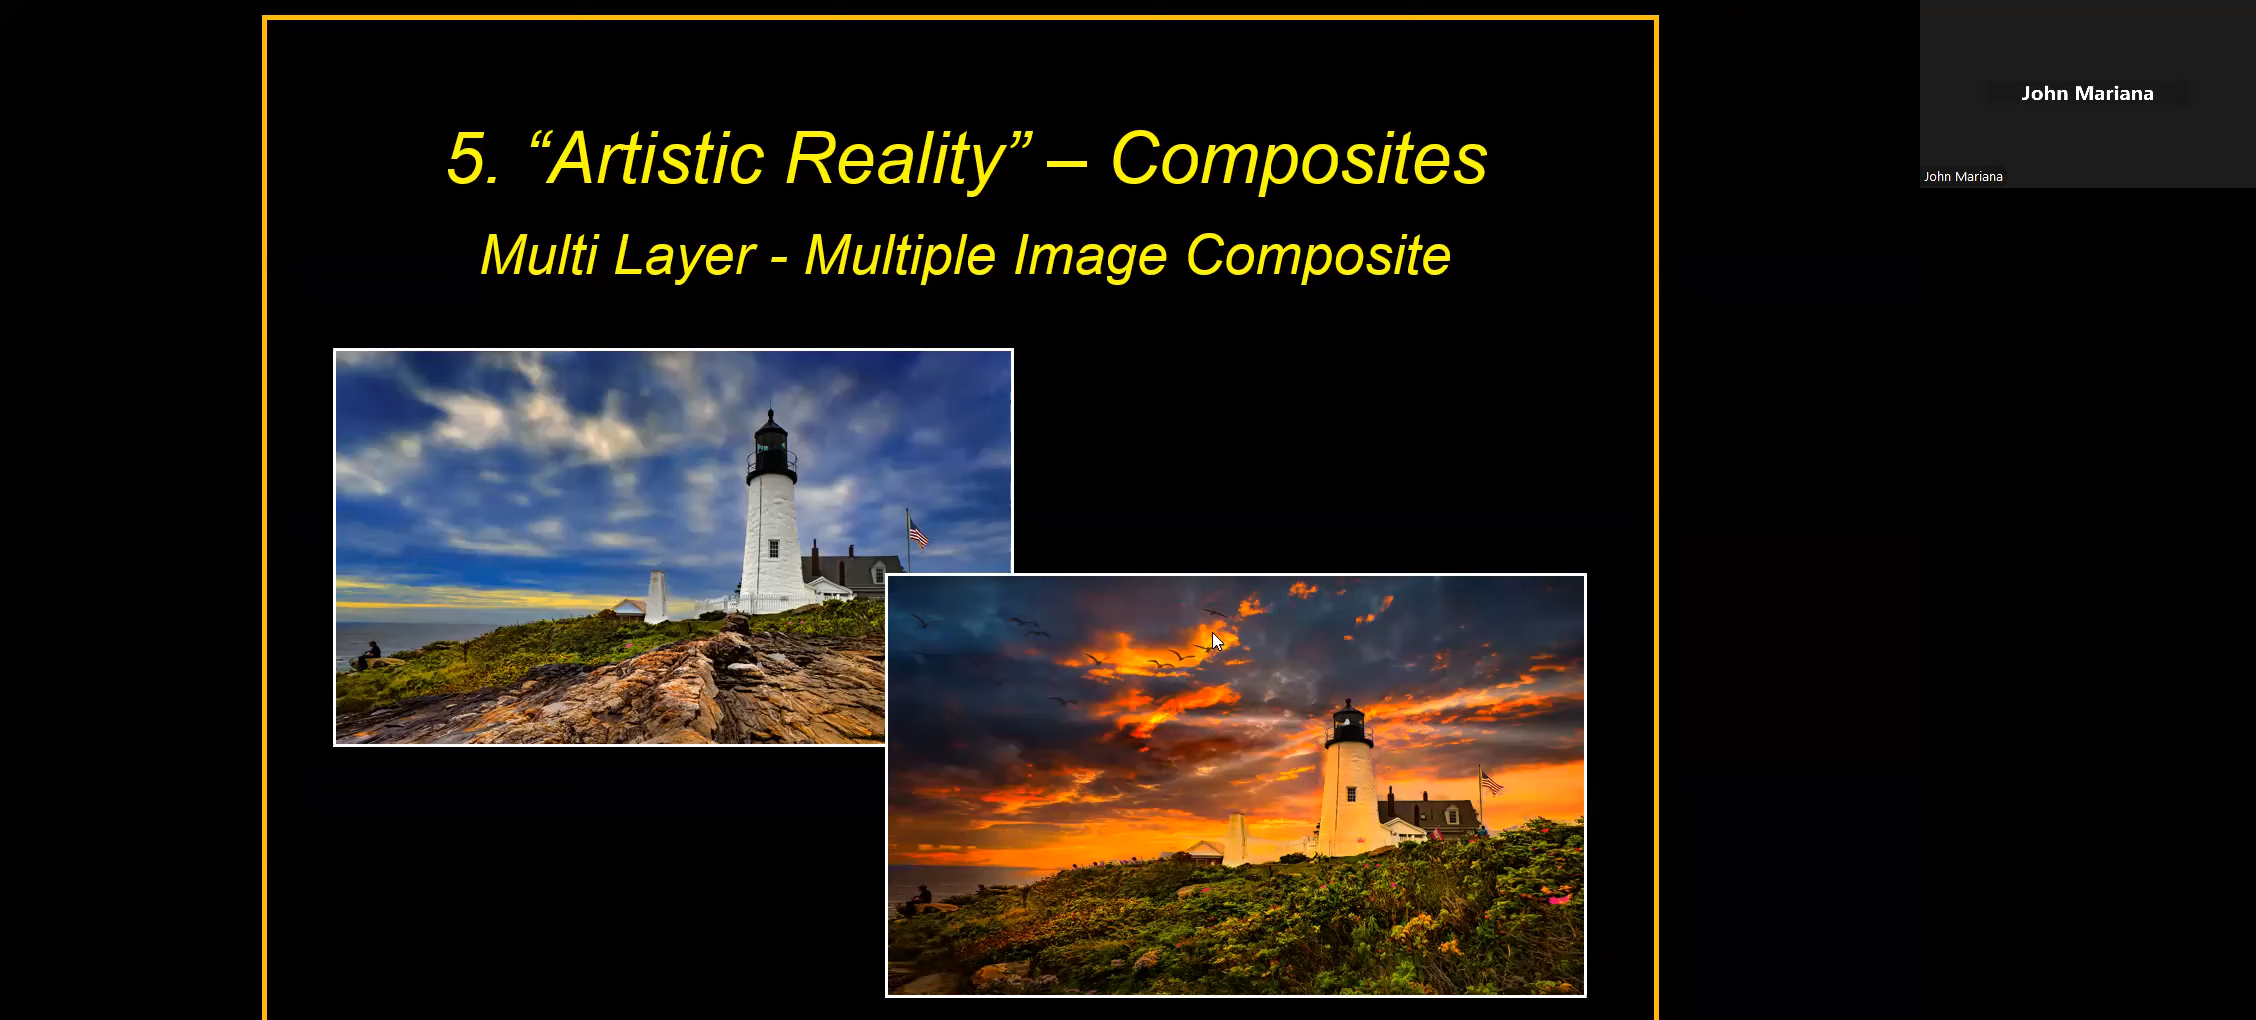 5. “Artistic Reality” – Composites
Multi Layer - Multiple Image Composite
John Mariana
John Mariana